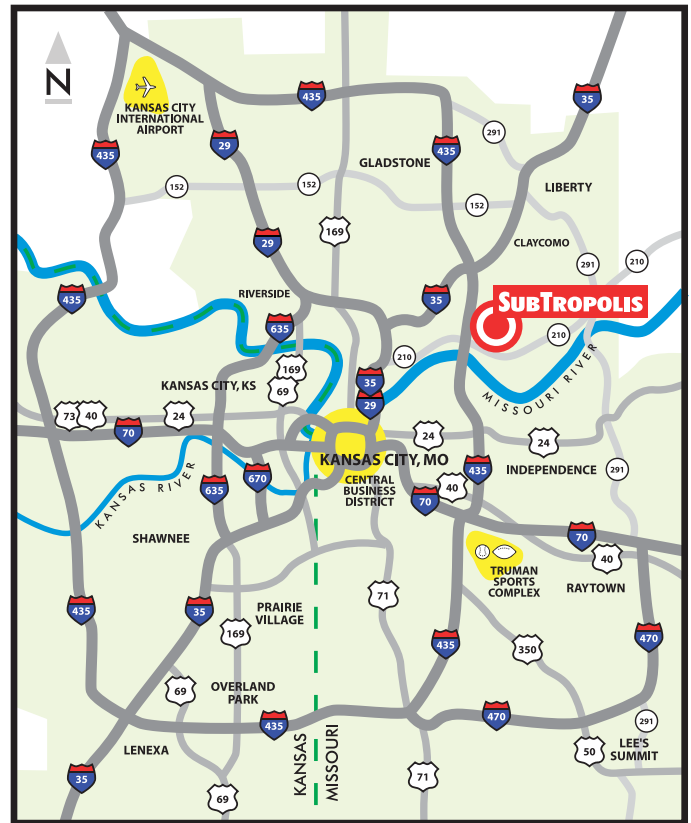 N
KANSAS CITY
INTERNATIONAL
AIRPORT
435
35
291
435
29
435
GLADSTONE
152
152
LIBERTY
152
169
29
CLAYCOMO
291
210
435
35
SUBTROPOLIS
RIVERSIDE
635
210
210
169
35
MISSOURI RIVER
KANSAS CITY, KS
69
29
73
40
24
70
24
24
KANSAS CITY, MO
435
INDEPENDENCE
291
KANSAS RIVER
635
670
CENTRAL
BUSINESS
DISTRICT
40
70
SHAWNEE
70
40
TRUMAN
SPORTS
COMPLEX
RAYTOWN
435
35
PRAIRIE
VILLAGE
71
169
435
350
470
OVERLAND
PARK
69
435
470
291
LENEXA
KANSAS
MISSOURI
50
LEE'S
SUMMIT
35
69
71